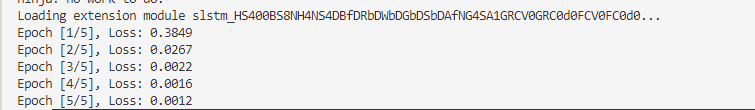 ninja: no work to do.
Loading extension module slstm_HS400BS8NH4NS4DBfDRbDWbDGbDSbDAfNG4SA1GRCV0GRC0d0FCV0FC0d0...
Epoch [1/5], Loss: 0.3849
Epoch [2/5], Loss: 0.0267
Epoch [3/5], Loss: 0.0022
Epoch [4/5], Loss: 0.0016
Epoch [5/5], Loss: 0.0012